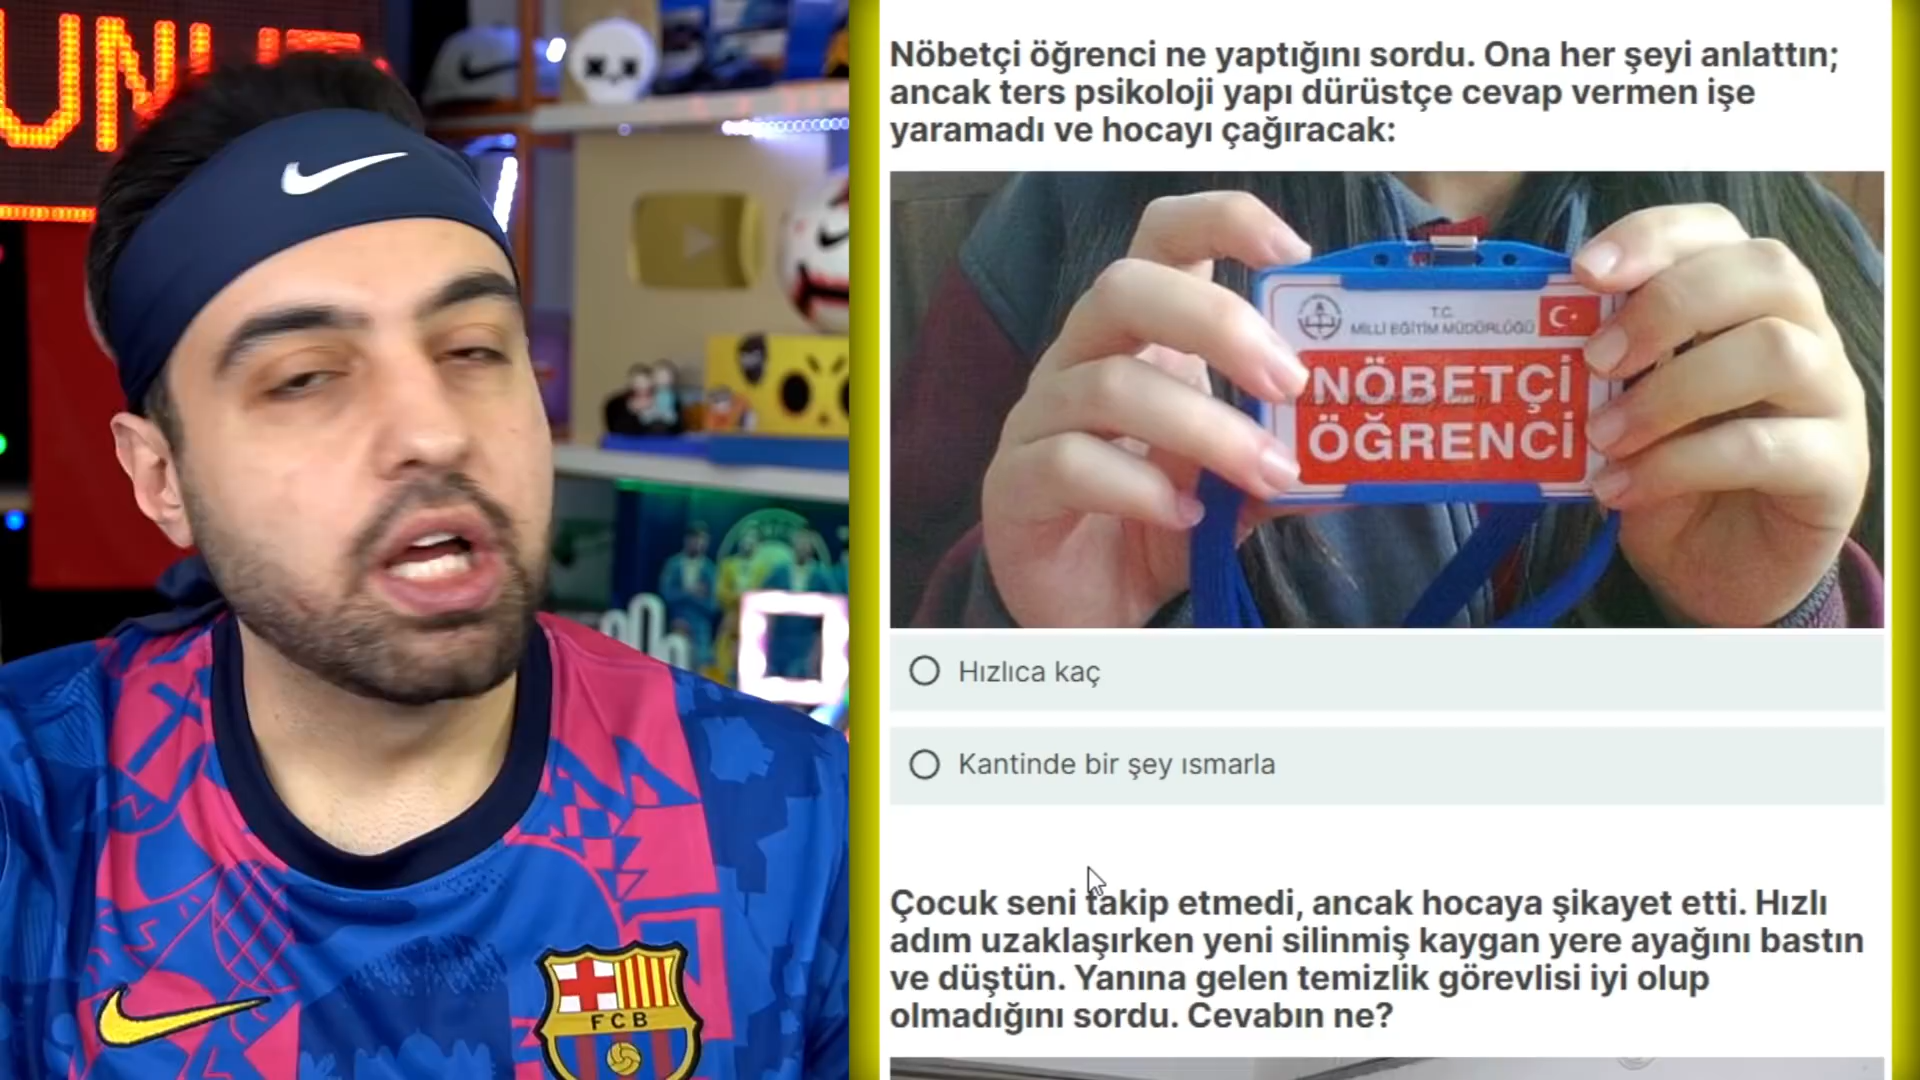 UN
Nöbetçi öğrenci ne yaptığını sordu. Ona her şeyi anlattın;
ancak ters psikoloji yapı dürüstçe cevap vermen işe
yaramadı ve hocayı çağıracak:
T.C.
MİLLİ EĞİTİM MÜDÜRLÜĞÜ
NÖBETÇİ
ÖĞRENCİ
Hızlıca kaç
Kantinde bir şey ısmarla
Çocuk seni takip etmedi, ancak hocaya şikayet etti. Hızlı
adım uzaklaşırken yeni silinmiş kaygan yere ayağını bastın
ve düştün. Yanına gelen temizlik görevlisi iyi olup
olmadığını sordu. Cevabın ne?
FCB